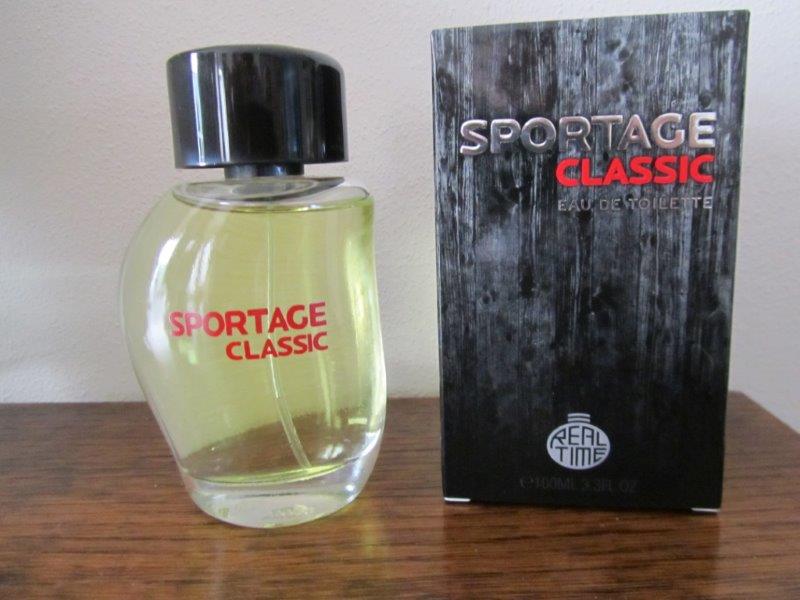 SPORTAGE
CLASSIC
SPORTAGE
CLASSIC
EAU DE TOILETTE
REAL
TIME
℮100ML 3.3FL OZ